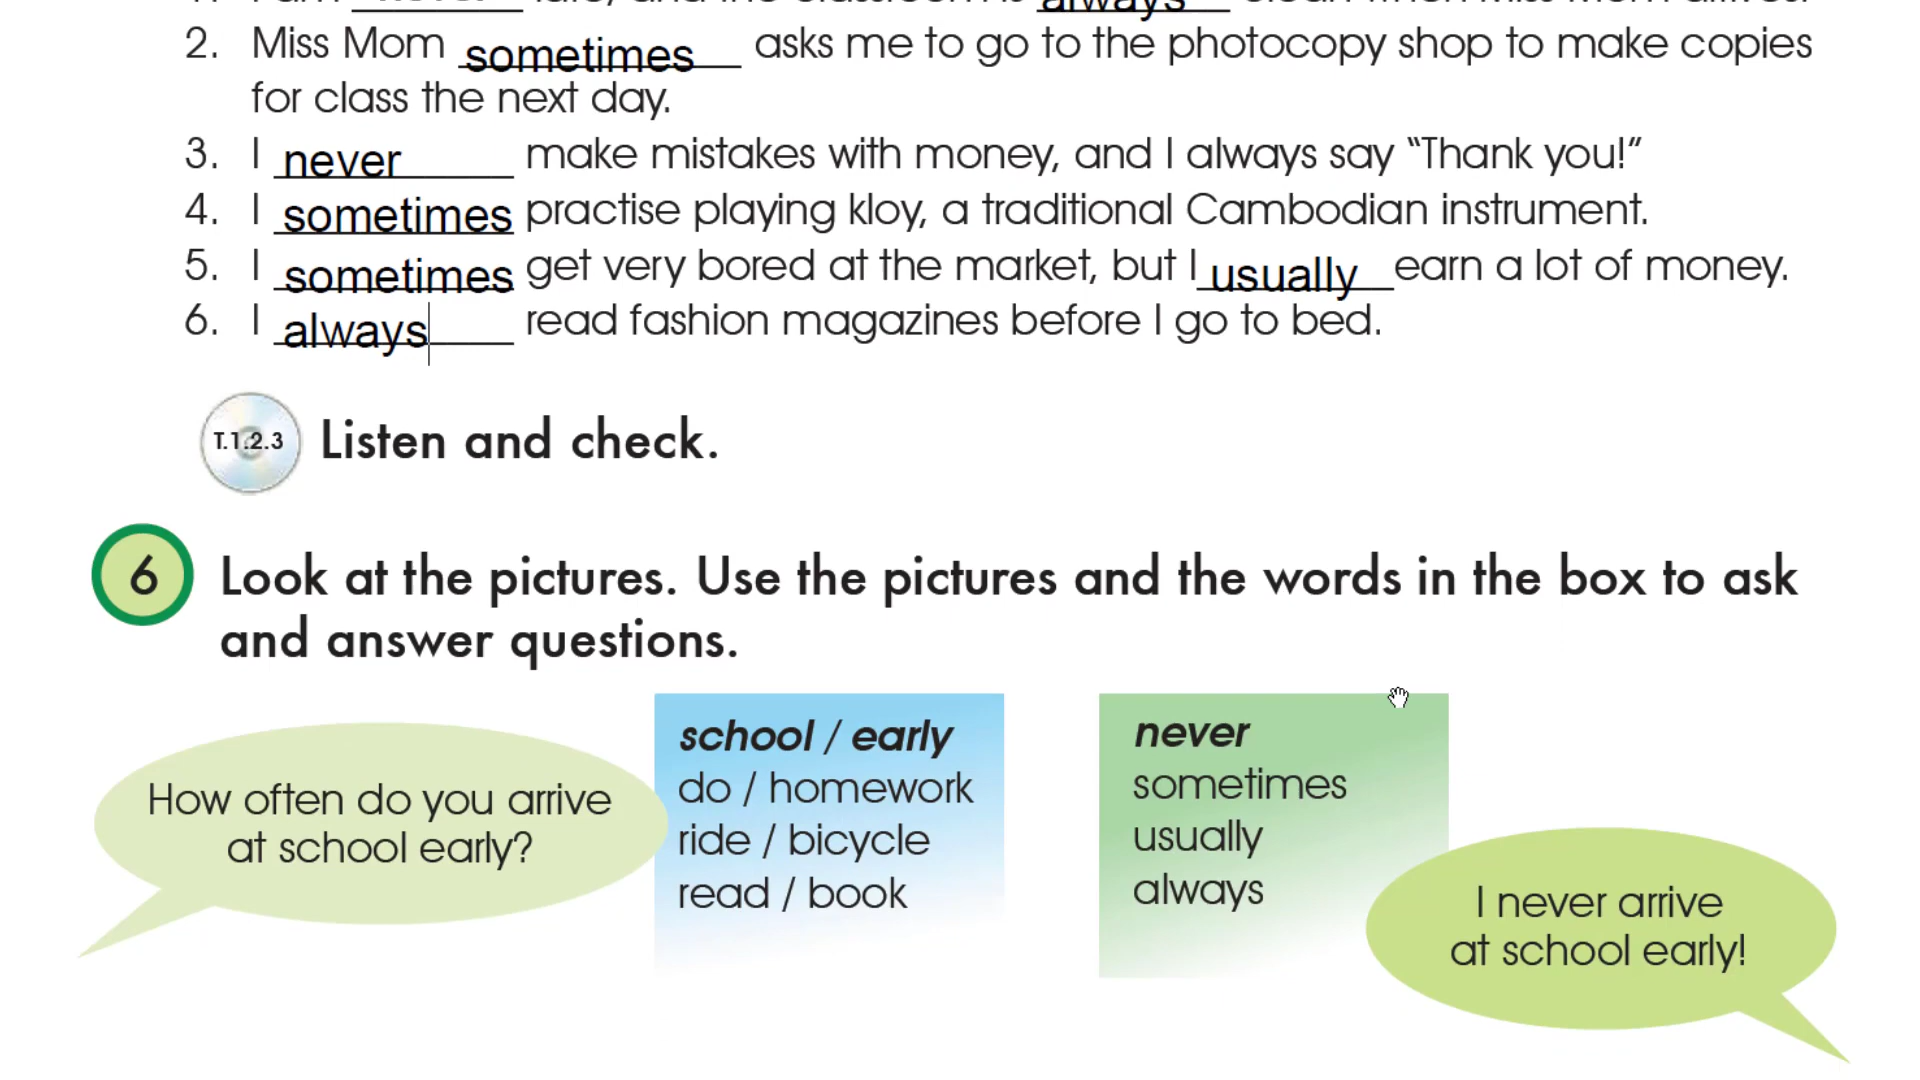 always
2. Miss Mom sometimes asks me to go to the photocopy shop to make copies
for class the next day.
3. I never make mistakes with money, and I always say “Thank you!”
4. I sometimes practise playing kloy, a traditional Cambodian instrument.
5. I sometimes get very bored at the market, but I usually earn a lot of money.
6. I always read fashion magazines before I go to bed.
T.1.2.3 Listen and check.
6 Look at the pictures. Use the pictures and the words in the box to ask
and answer questions.
How often do you arrive
at school early?
school / early
do / homework
ride / bicycle
read / book
never
sometimes
usually
always
I never arrive
at school early!